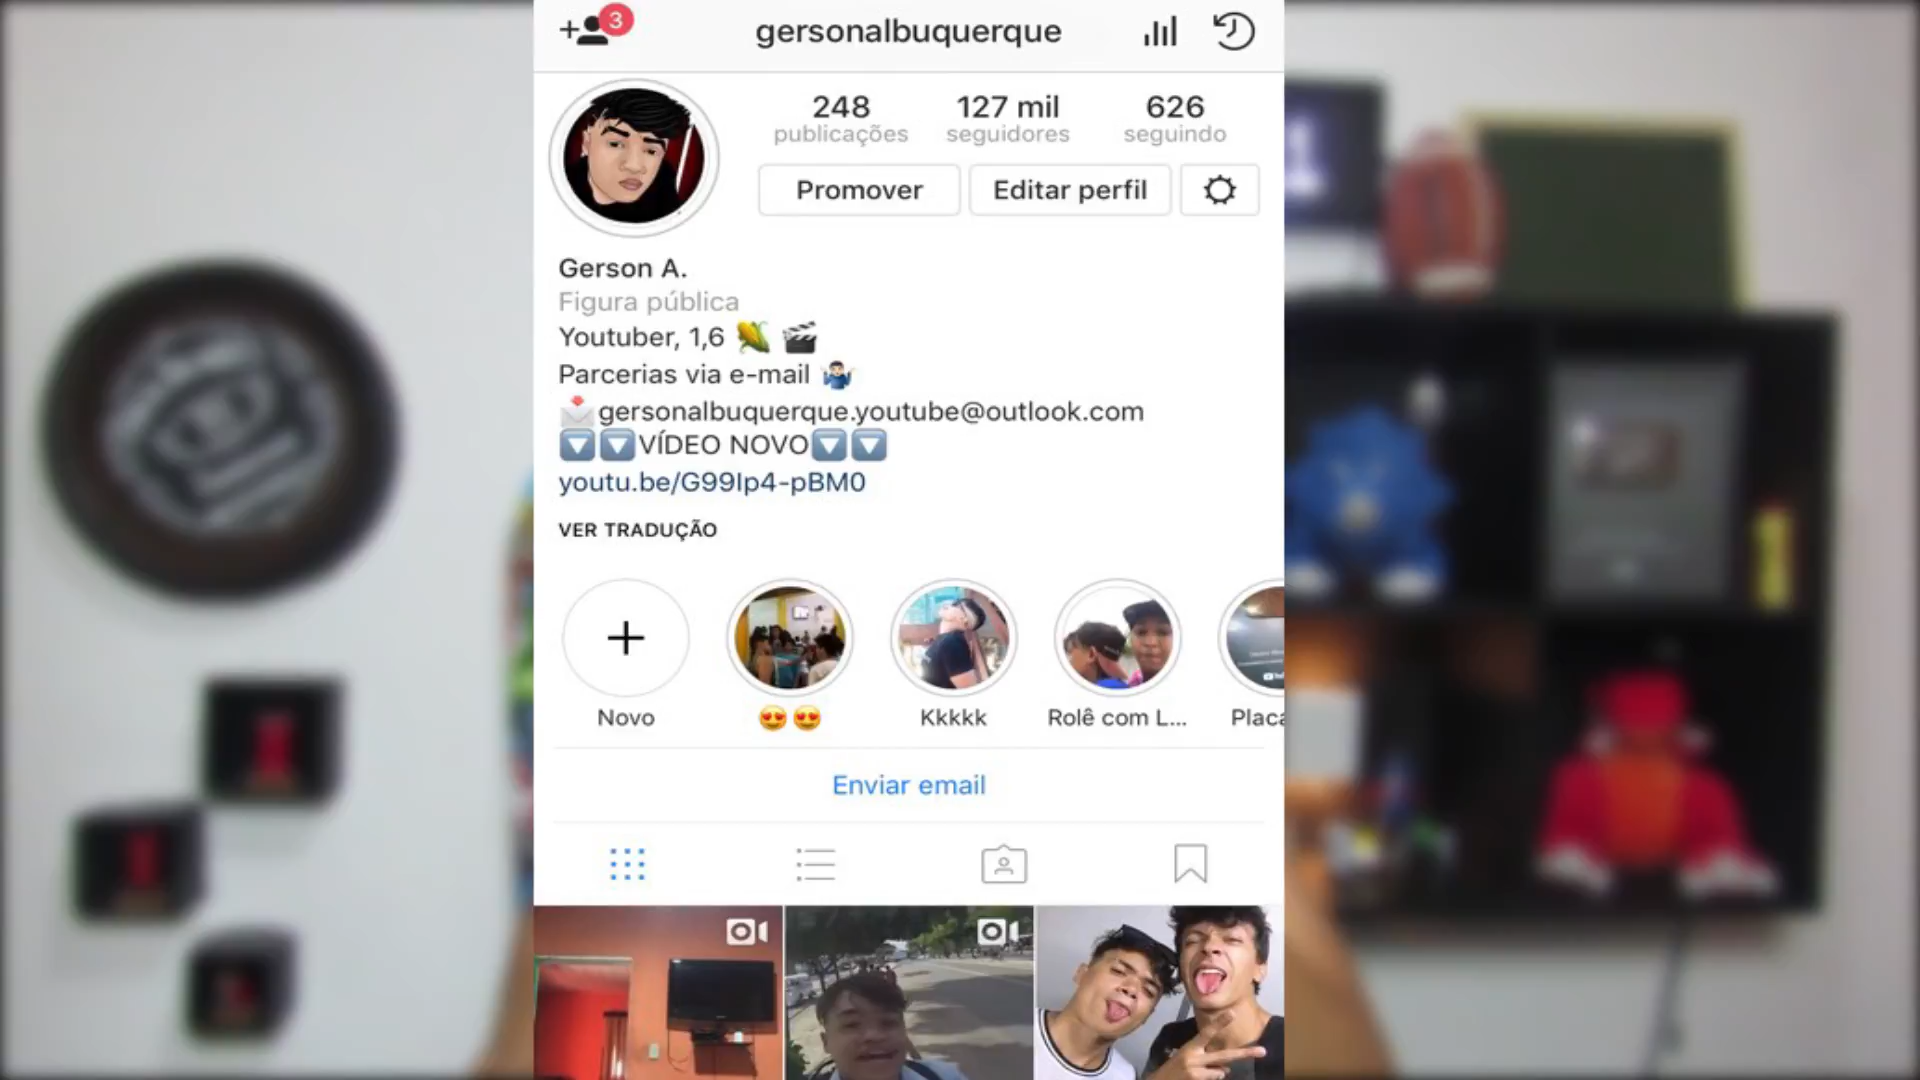 3
gersonalbuquerque
248 127 mil 626
publicações seguidores seguindo
Promover Editar perfil
Gerson A.
Figura pública
Youtuber, 1,6 🌽 🎬
Parcerias via e-mail 🤷🏻‍♂️
📩gersonalbuquerque.youtube@outlook.com
🔽🔽VÍDEO NOVO🔽🔽
youtu.be/G99Ip4-pBM0
VER TRADUÇÃO
Novo 😍😍 Kkkkk Rolê com L... Placa
Enviar email